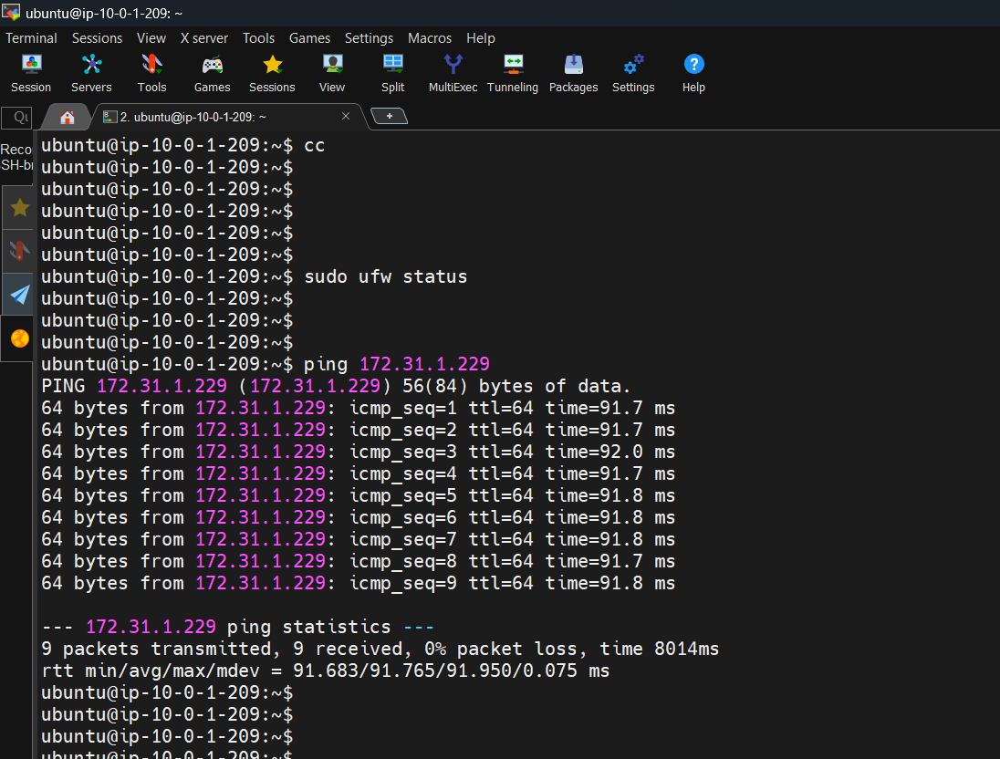 ubuntu@ip-10-0-1-209: ~
Terminal Sessions View X server Tools Games Settings Macros Help
Session Servers Tools Games Sessions View Split MultiExec Tunneling Packages Settings Help
2. ubuntu@ip-10-0-1-209: ~
ubuntu@ip-10-0-1-209:~$ cc
ubuntu@ip-10-0-1-209:~$
ubuntu@ip-10-0-1-209:~$
ubuntu@ip-10-0-1-209:~$
ubuntu@ip-10-0-1-209:~$
ubuntu@ip-10-0-1-209:~$
ubuntu@ip-10-0-1-209:~$ sudo ufw status
ubuntu@ip-10-0-1-209:~$
ubuntu@ip-10-0-1-209:~$
ubuntu@ip-10-0-1-209:~$
ubuntu@ip-10-0-1-209:~$ ping 172.31.1.229
PING 172.31.1.229 (172.31.1.229) 56(84) bytes of data.
64 bytes from 172.31.1.229: icmp_seq=1 ttl=64 time=91.7 ms
64 bytes from 172.31.1.229: icmp_seq=2 ttl=64 time=91.7 ms
64 bytes from 172.31.1.229: icmp_seq=3 ttl=64 time=92.0 ms
64 bytes from 172.31.1.229: icmp_seq=4 ttl=64 time=91.7 ms
64 bytes from 172.31.1.229: icmp_seq=5 ttl=64 time=91.8 ms
64 bytes from 172.31.1.229: icmp_seq=6 ttl=64 time=91.8 ms
64 bytes from 172.31.1.229: icmp_seq=7 ttl=64 time=91.8 ms
64 bytes from 172.31.1.229: icmp_seq=8 ttl=64 time=91.7 ms
64 bytes from 172.31.1.229: icmp_seq=9 ttl=64 time=91.8 ms
--- 172.31.1.229 ping statistics ---
9 packets transmitted, 9 received, 0% packet loss, time 8014ms
rtt min/avg/max/mdev = 91.683/91.765/91.950/0.075 ms
ubuntu@ip-10-0-1-209:~$
ubuntu@ip-10-0-1-209:~$
ubuntu@ip-10-0-1-209:~$
ubuntu@ip-10-0-1-209:~$